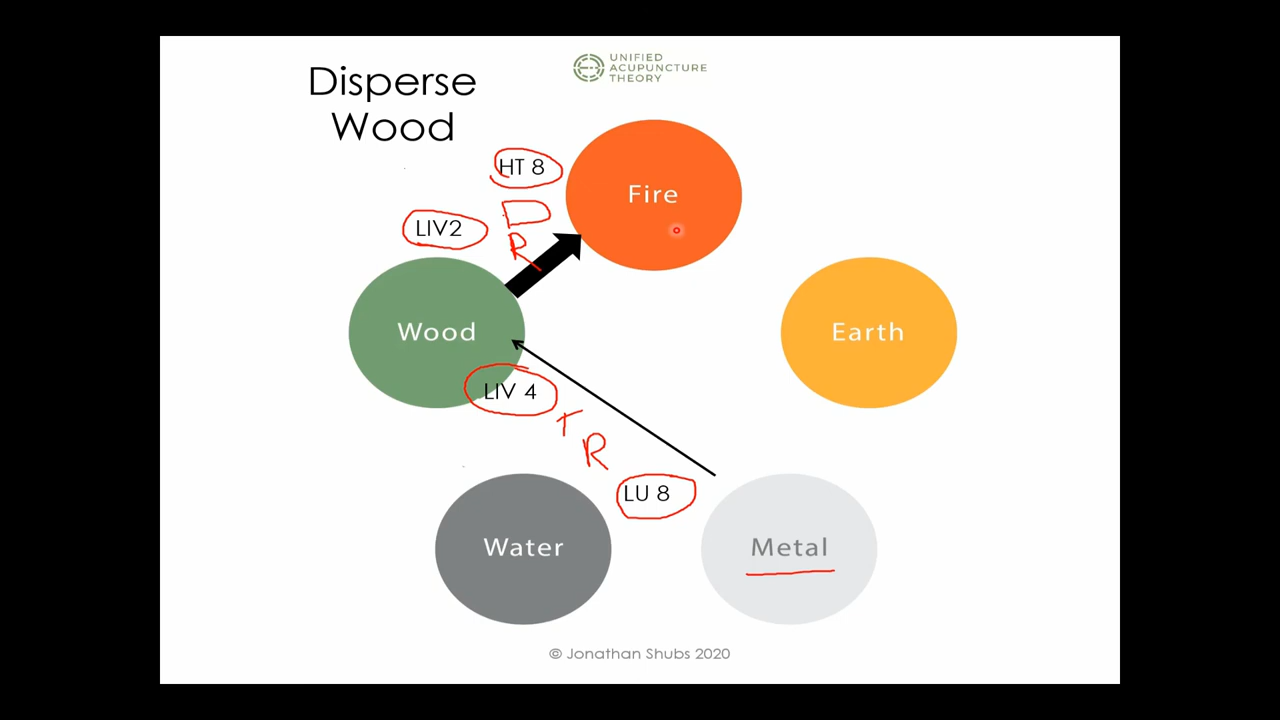 Disperse
Wood
UNIFIED
ACUPUNCTURE
THEORY
HT 8
Fire
D
LIV2
R
Wood
Earth
LIV 4
T
R
LU 8
Water
Metal
© Jonathan Shubs 2020